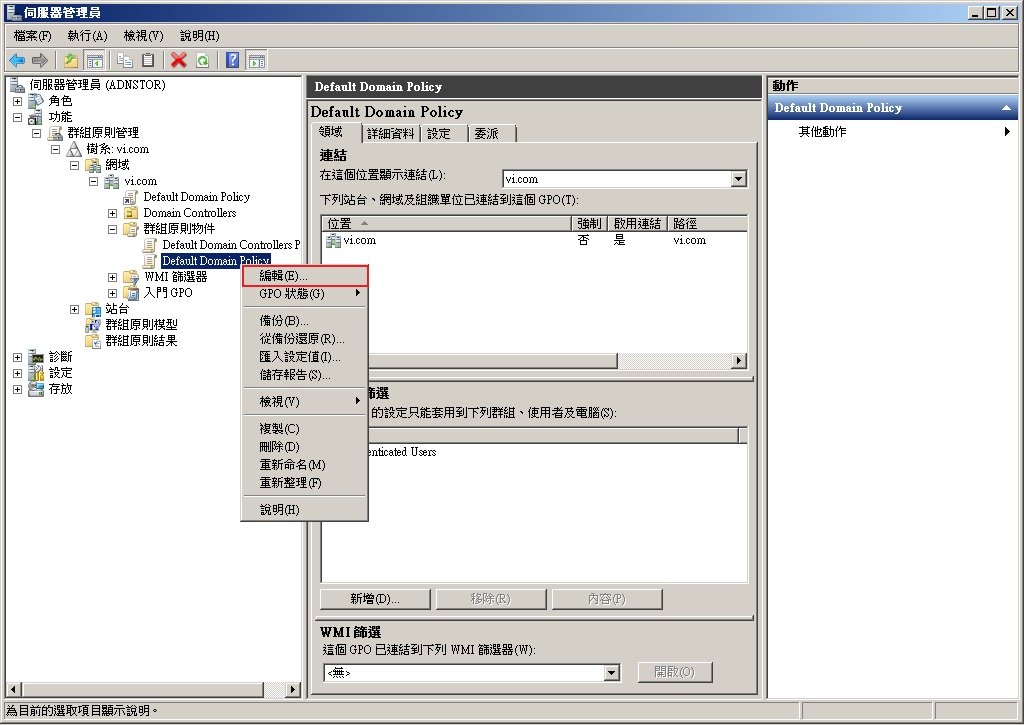 伺服器管理員
檔案(F) 執行(A) 檢視(V) 說明(H)
伺服器管理員 (ADNSTOR)
角色
功能
群組原則管理
樹系: vi.com
網域
vi.com
Default Domain Policy
Domain Controllers
群組原則物件
Default Domain Controllers P
Default Domain Policy
WMI 篩選器
入門 GPO
站台
群組原則模型
群組原則結果
診斷
設定
存放
編輯(E)...
GPO 狀態(G)
備份(B)...
從備份還原(R)...
匯入設定值(I)...
儲存報告(S)...
檢視(V)
複製(C)
刪除(D)
重新命名(M)
重新整理(F)
說明(H)
Default Domain Policy
Default Domain Policy
領域 詳細資料 設定 委派
連結
在這個位置顯示連結(L): vi.com
下列站台、網域及組織單位已連結到這個 GPO(T):
位置 強制 啟用連結 路徑
vi.com 否 是 vi.com
篩選
的設定只能套用到下列群組、使用者及電腦(S):
enticated Users
新增(D)... 移除(R) 內容(P)
WMI 篩選
這個 GPO 已連結到下列 WMI 篩選器(W):
<無> 開啟(O)
動作
Default Domain Policy
其他動作
為目前的選取項目顯示說明。